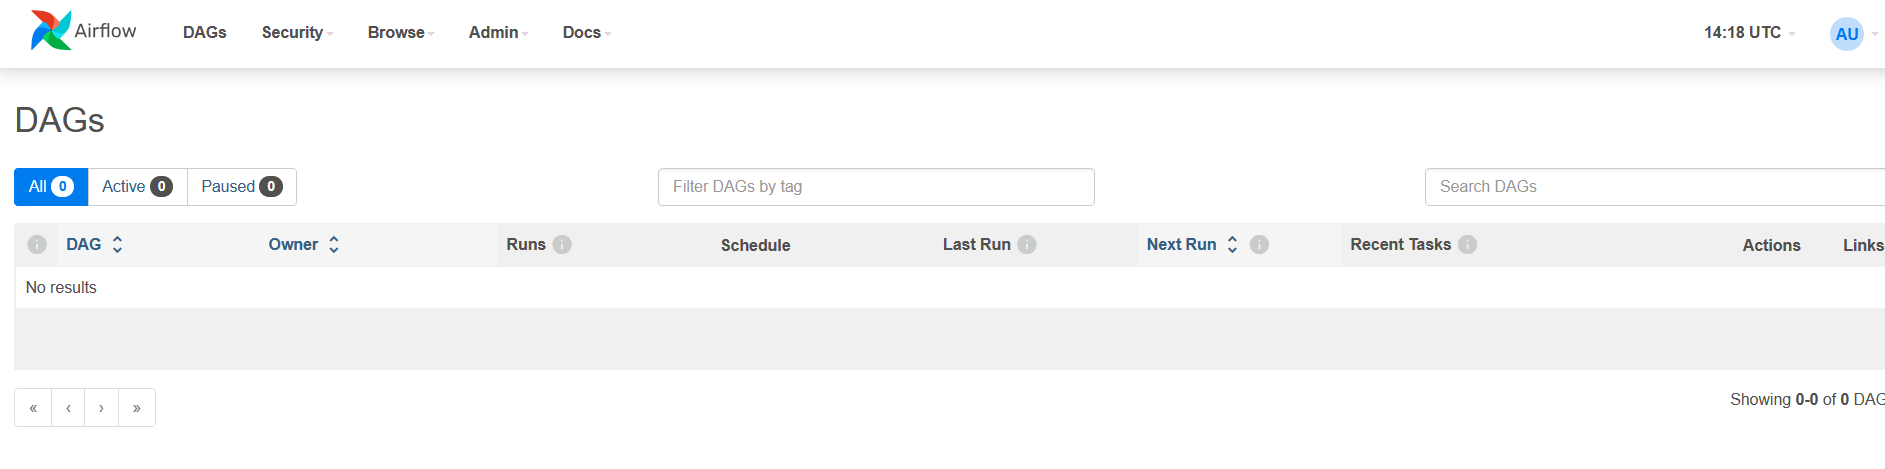 Airflow DAGs Security Browse Admin Docs 14:18 UTC AU
DAGs
All 0 Active 0 Paused 0 Filter DAGs by tag Search DAGs
i DAG Owner Runs i Schedule Last Run i Next Run i Recent Tasks i Actions Links
No results
« ‹ › » Showing 0-0 of 0 DAG